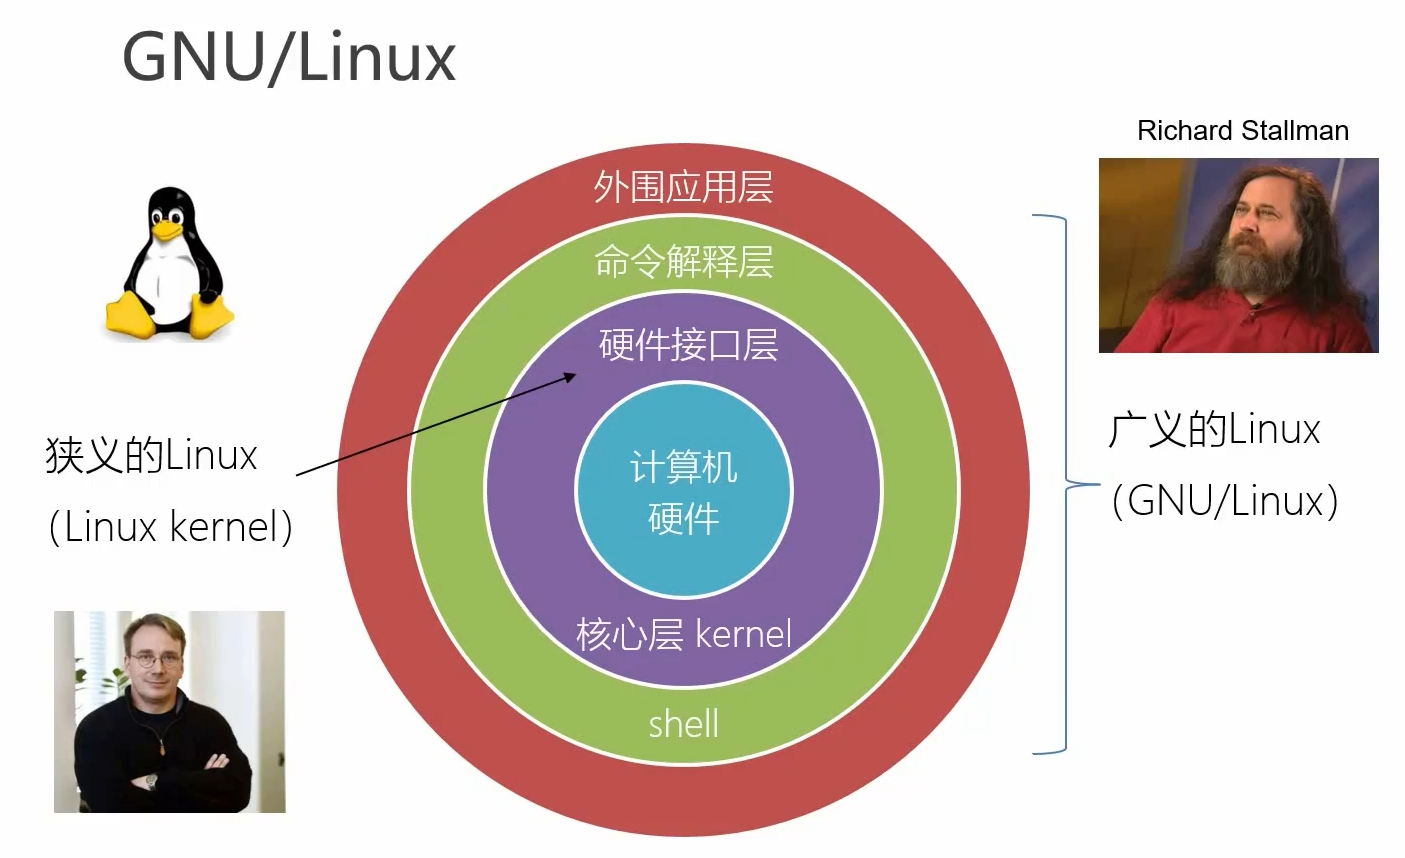 GNU/Linux
Richard Stallman
外围应用层
命令解释层
硬件接口层
计算机
硬件
核心层 kernel
shell
狭义的Linux
（Linux kernel）
广义的Linux
（GNU/Linux）